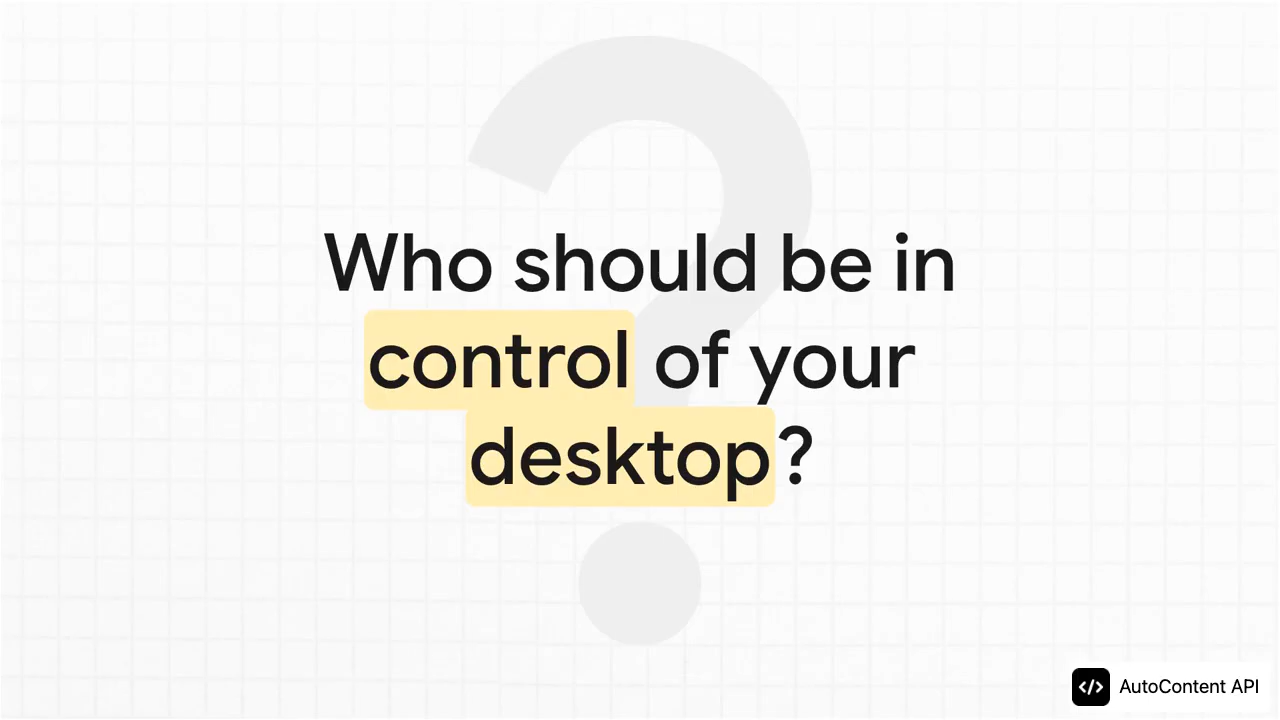 Who should be in
control of your
desktop?
AutoContent API